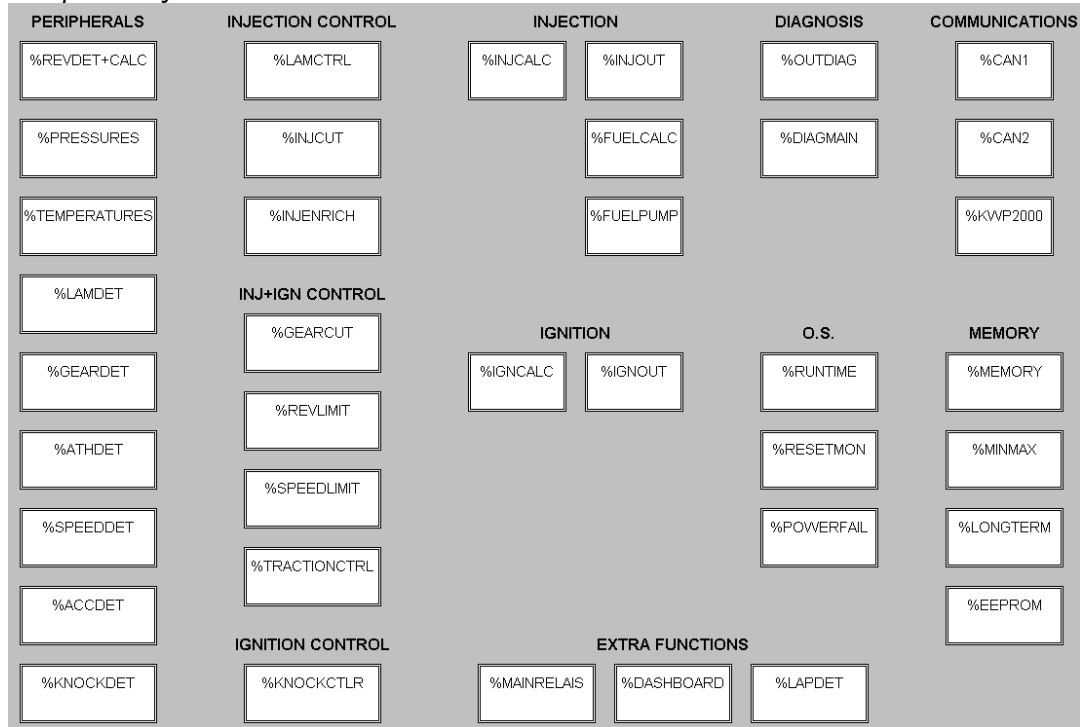 PERIPHERALS
%REVDET+CALC
%PRESSURES
%TEMPERATURES
%LAMDET
%GEARDET
%ATHDET
%SPEEDDET
%ACCDET
%KNOCKDET
INJECTION CONTROL
%LAMCTRL
%INJCUT
%INJENRICH
INJ+IGN CONTROL
%GEARCUT
%REVLIMIT
%SPEEDLIMIT
%TRACTIONCTRL
IGNITION CONTROL
%KNOCKCTLR
INJECTION
%INJCALC
%INJOUT
%FUELCALC
%FUELPUMP
IGNITION
%IGNCALC
%IGNOUT
EXTRA FUNCTIONS
%MAINRELAIS
%DASHBOARD
%LAPDET
DIAGNOSIS
%OUTDIAG
%DIAGMAIN
O.S.
%RUNTIME
%RESETMON
%POWERFAIL
COMMUNICATIONS
%CAN1
%CAN2
%KWP2000
MEMORY
%MEMORY
%MINMAX
%LONGTERM
%EEPROM